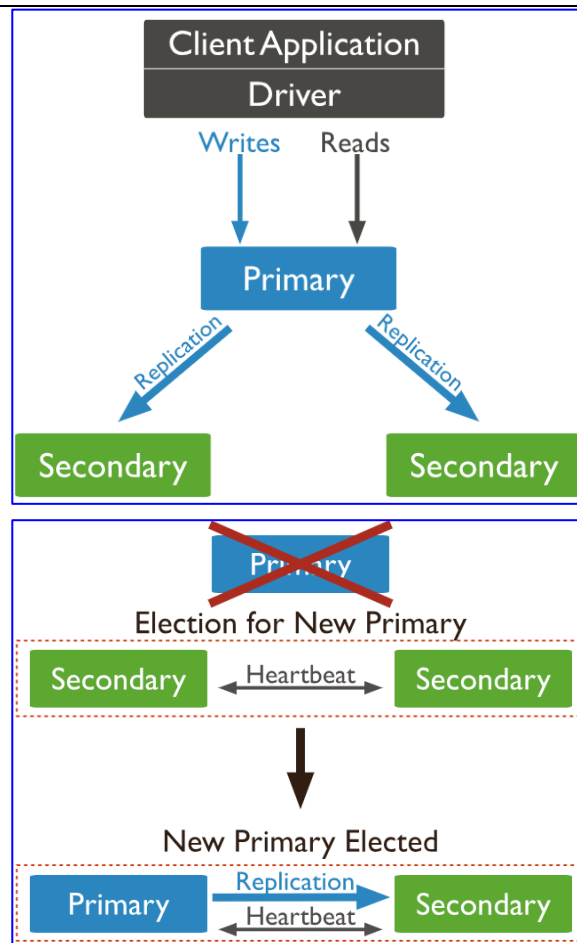 Client Application
Driver
Writes Reads
Primary
Replication Replication
Secondary Secondary
Primary
Election for New Primary
Secondary Heartbeat Secondary
New Primary Elected
Primary Replication Secondary
Heartbeat